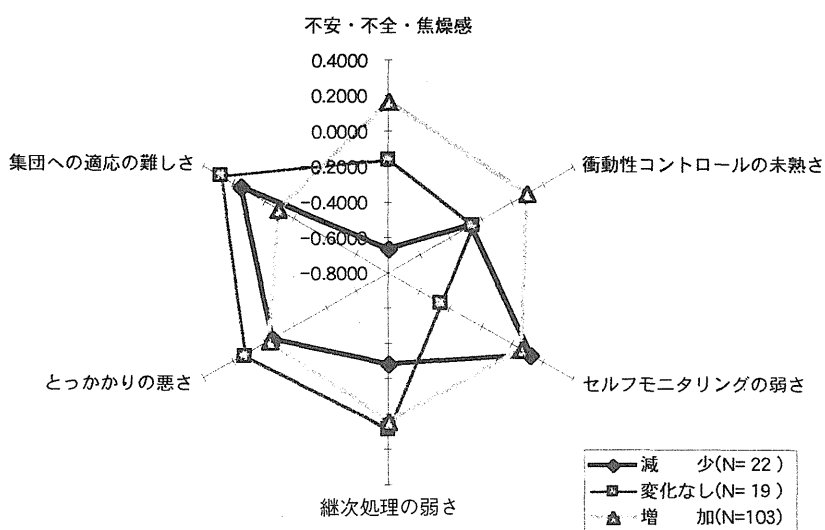 不安・不全・焦燥感
0.4000
0.2000
0.0000
-0.2000
-0.4000
-0.6000
-0.8000
集団への適応の難しさ
衝動性コントロールの未熟さ
とっかかりの悪さ
セルフモニタリングの弱さ
継次処理の弱さ
減 少(N= 22 )
変化なし(N= 19 )
増 加(N=103)